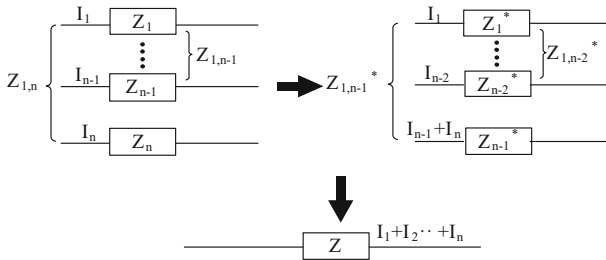 I₁ Z₁
Z₁,ₙ₋₁
Z₁,ₙ
Iₙ₋₁ Zₙ₋₁
Iₙ Zₙ
I₁ Z₁*
Z₁,ₙ₋₂*
Z₁,ₙ₋₁*
Iₙ₋₂ Zₙ₋₂*
Iₙ₋₁+Iₙ Zₙ₋₁*
Z I₁+I₂··+Iₙ